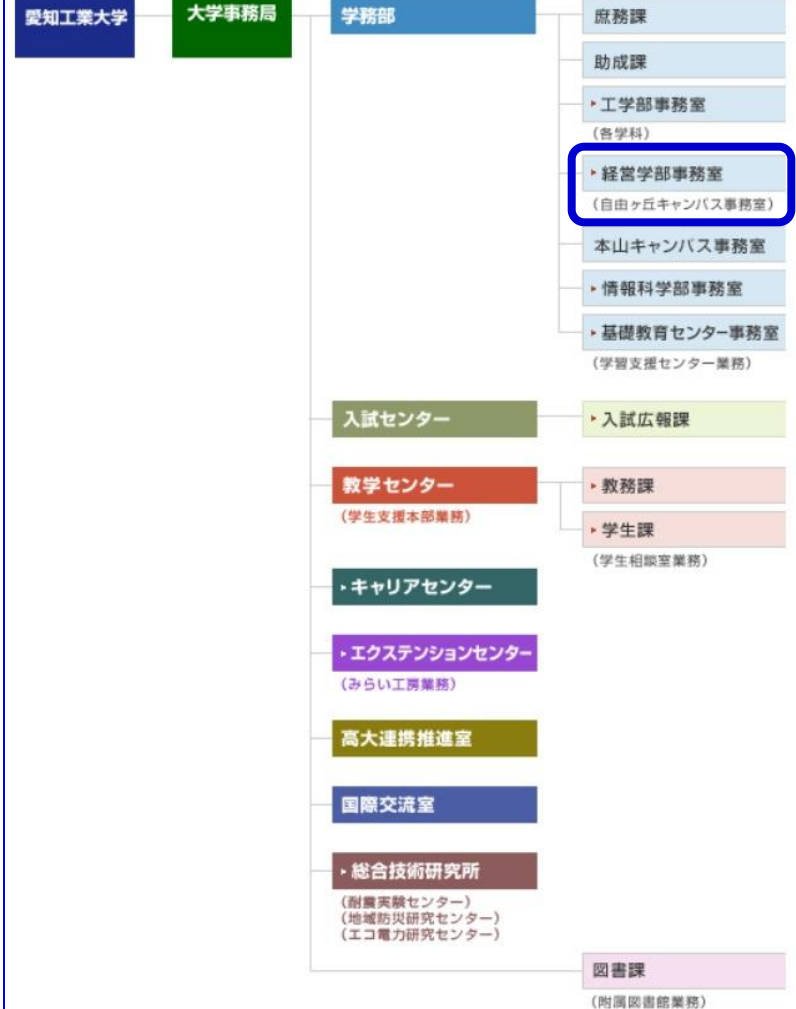 愛知工業大学
大学事務局
学務部
庶務課
助成課
工学部事務室
（各学科）
経営学部事務室
（自由ヶ丘キャンパス事務室）
本山キャンパス事務室
情報科学部事務室
基礎教育センター事務室
（学習支援センター業務）
入試センター
入試広報課
教学センター
（学生支援本部業務）
教務課
学生課
（学生相談室業務）
キャリアセンター
エクステンションセンター
（みらい工房業務）
高大連携推進室
国際交流室
総合技術研究所
（耐震実験センター）
（地域防災研究センター）
（エコ電力研究センター）
図書課
（附属図書館業務）